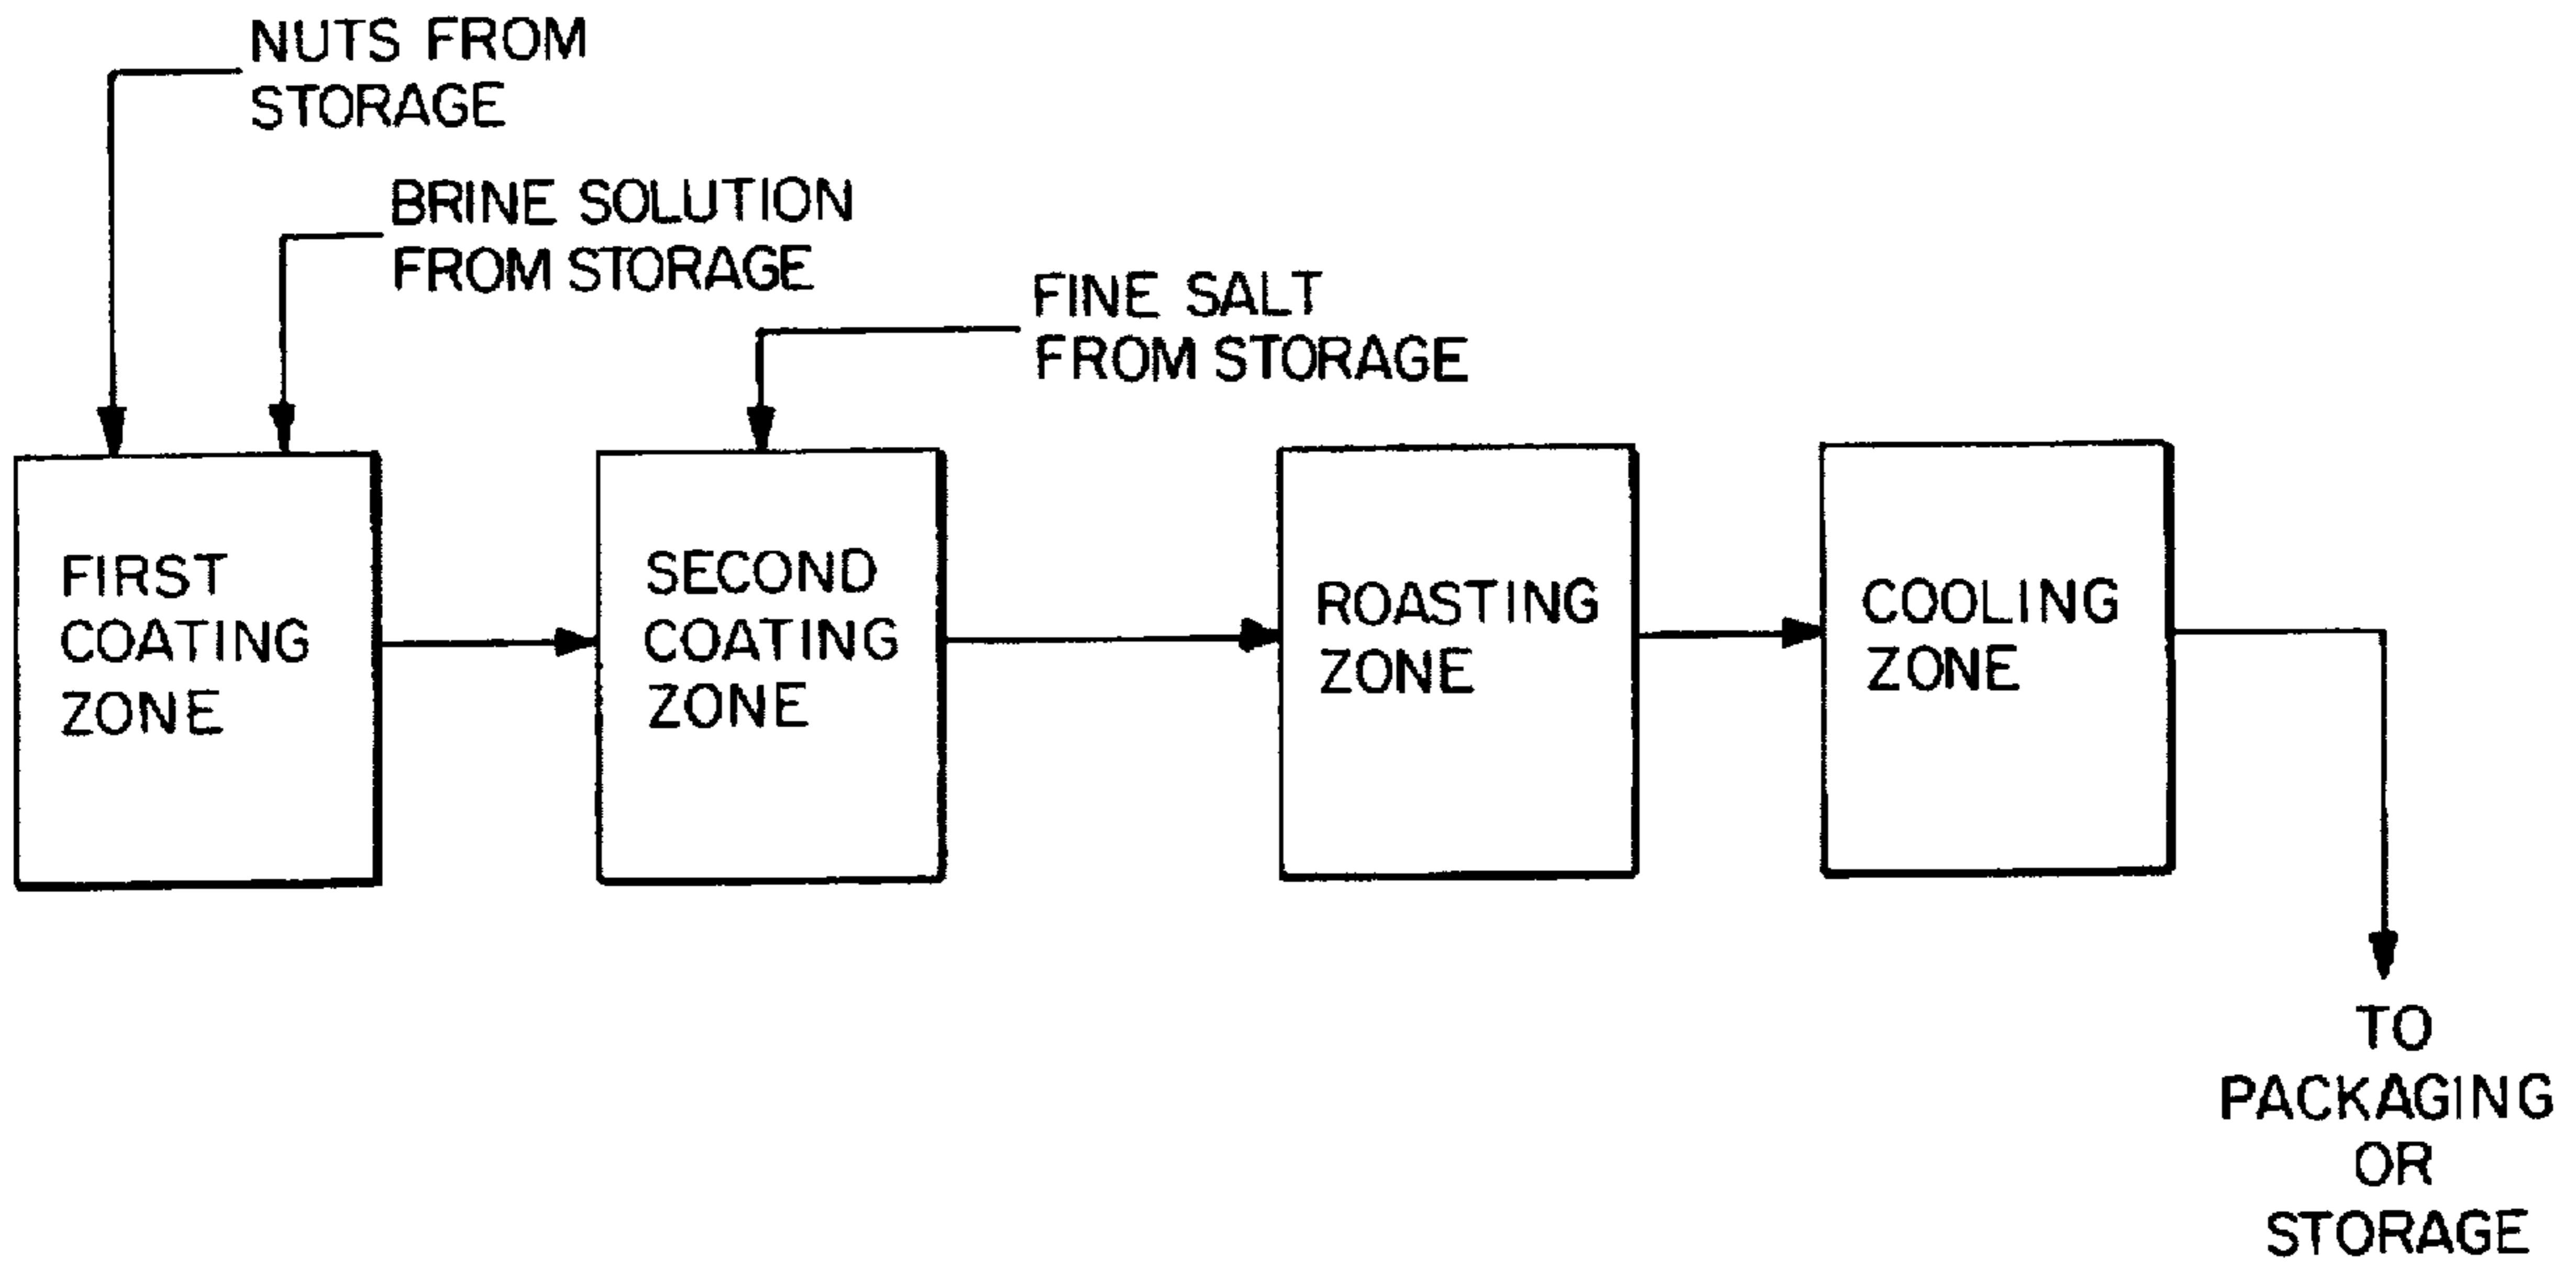 NUTS FROM
STORAGE
BRINE SOLUTION
FROM STORAGE
FINE SALT
FROM STORAGE
FIRST
COATING
ZONE
SECOND
COATING
ZONE
ROASTING
ZONE
COOLING
ZONE
TO
PACKAGING
OR
STORAGE